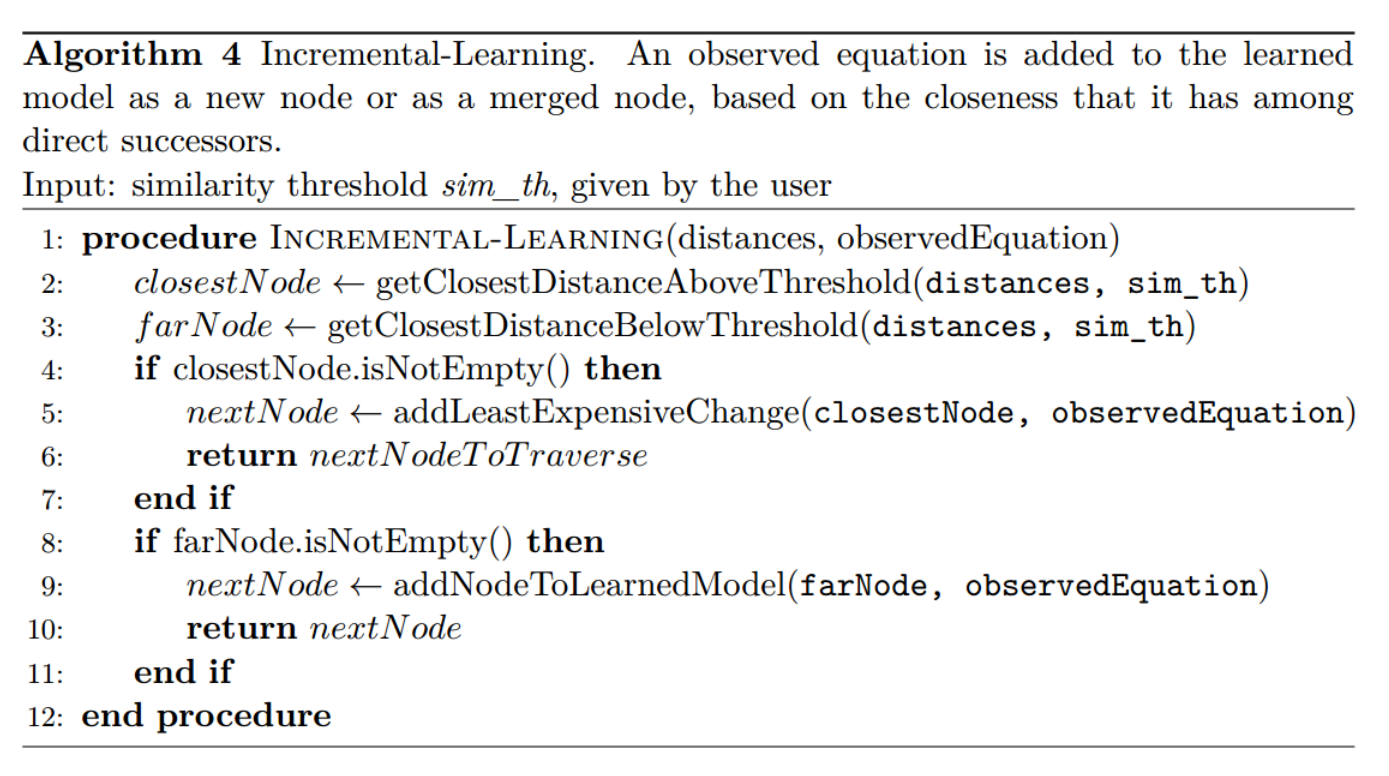 Algorithm 4 Incremental-Learning. An observed equation is added to the learned
model as a new node or as a merged node, based on the closeness that it has among
direct successors.
Input: similarity threshold sim_th, given by the user
1: procedure INCREMENTAL-LEARNING(distances, observedEquation)
2: closestNode ← getClosestDistanceAboveThreshold(distances, sim_th)
3: farNode ← getClosestDistanceBelowThreshold(distances, sim_th)
4: if closestNode.isNotEmpty() then
5: nextNode ← addLeastExpensiveChange(closestNode, observedEquation)
6: return nextNodeToTraverse
7: end if
8: if farNode.isNotEmpty() then
9: nextNode ← addNodeToLearnedModel(farNode, observedEquation)
10: return nextNode
11: end if
12: end procedure